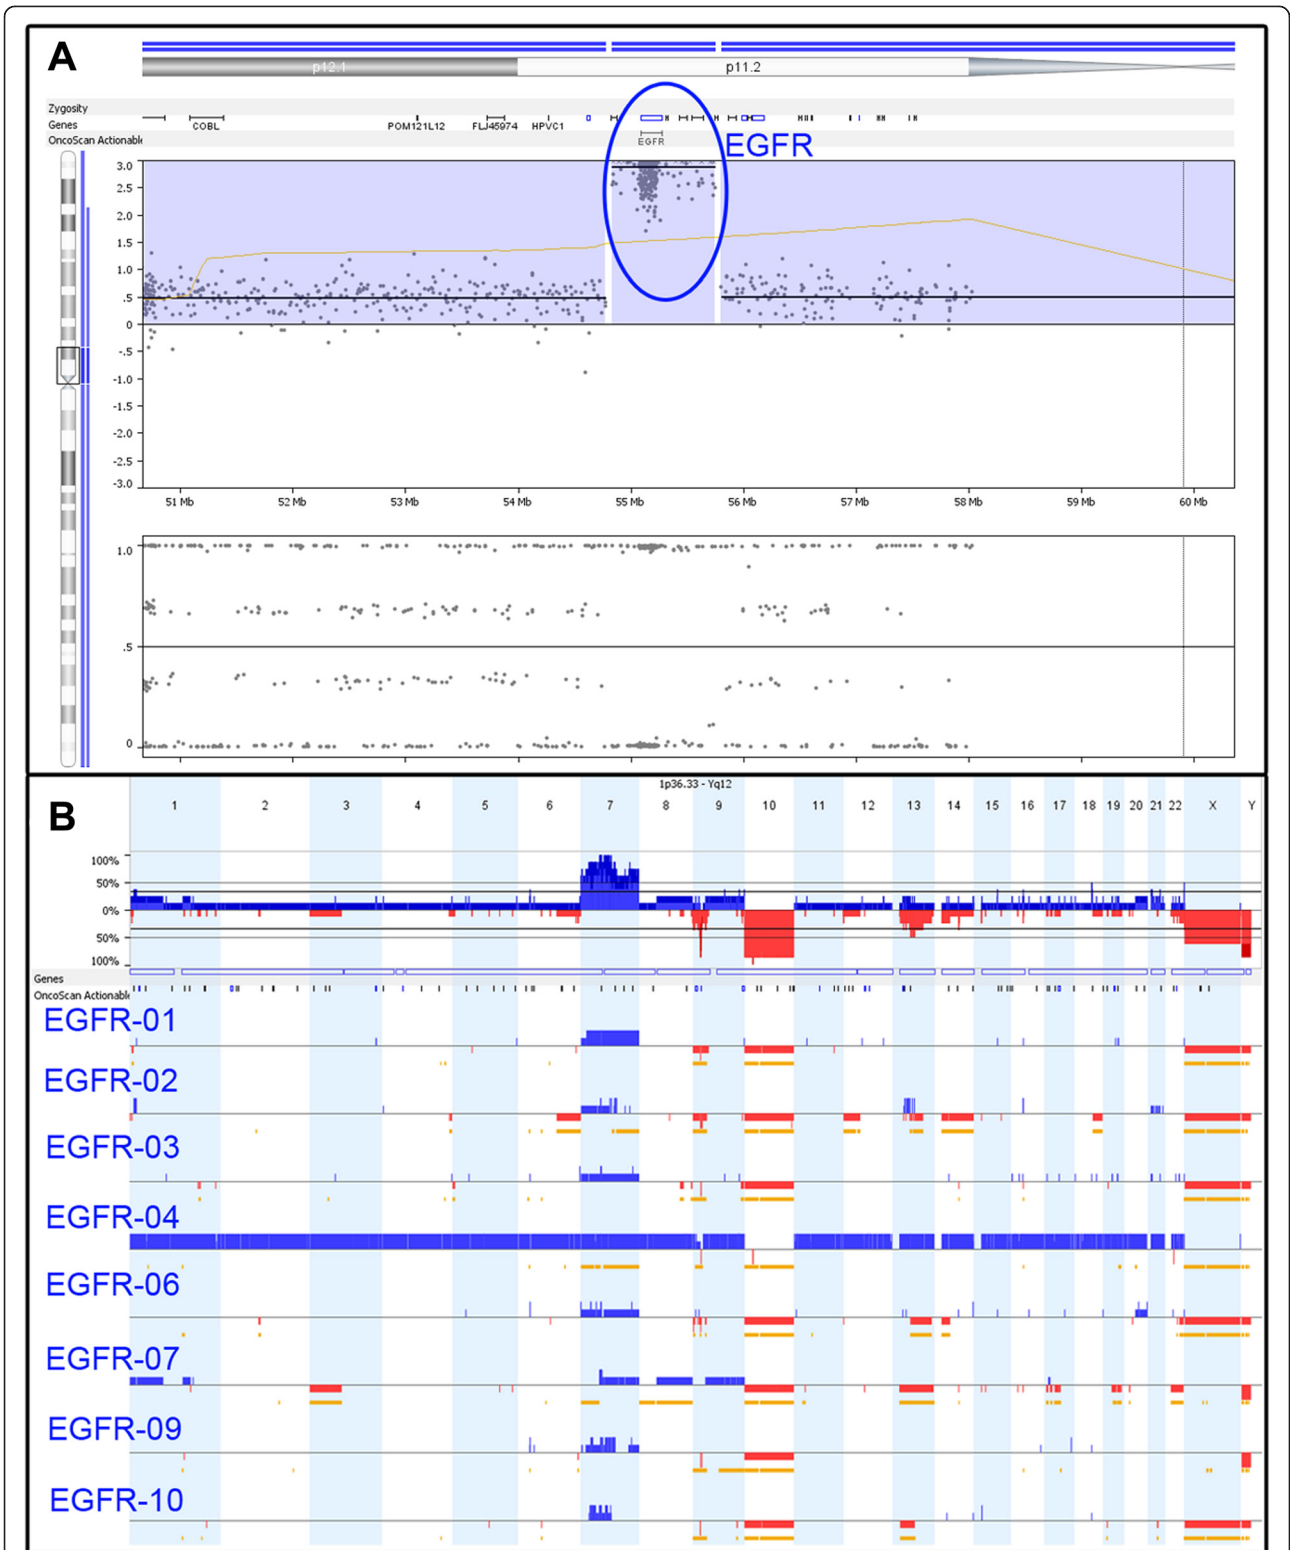 A
p12.1 p11.2
Zygosity
Genes COBL POM121L12 FLJ45974 HPVC1
OncoScan Actionable EGFR
EGFR
3.0
2.5
2.0
1.5
1.0
.5
0
-.5
-1.0
-1.5
-2.0
-2.5
-3.0
51 Mb 52 Mb 53 Mb 54 Mb 55 Mb 56 Mb 57 Mb 58 Mb 59 Mb 60 Mb
1.0
.5
0
B
1p36.33 - Yq12
1 2 3 4 5 6 7 8 9 10 11 12 13 14 15 16 17 18 19 20 21 22 X Y
100%
50%
0%
50%
100%
Genes
OncoScan Actionable
EGFR-01
EGFR-02
EGFR-03
EGFR-04
EGFR-06
EGFR-07
EGFR-09
EGFR-10